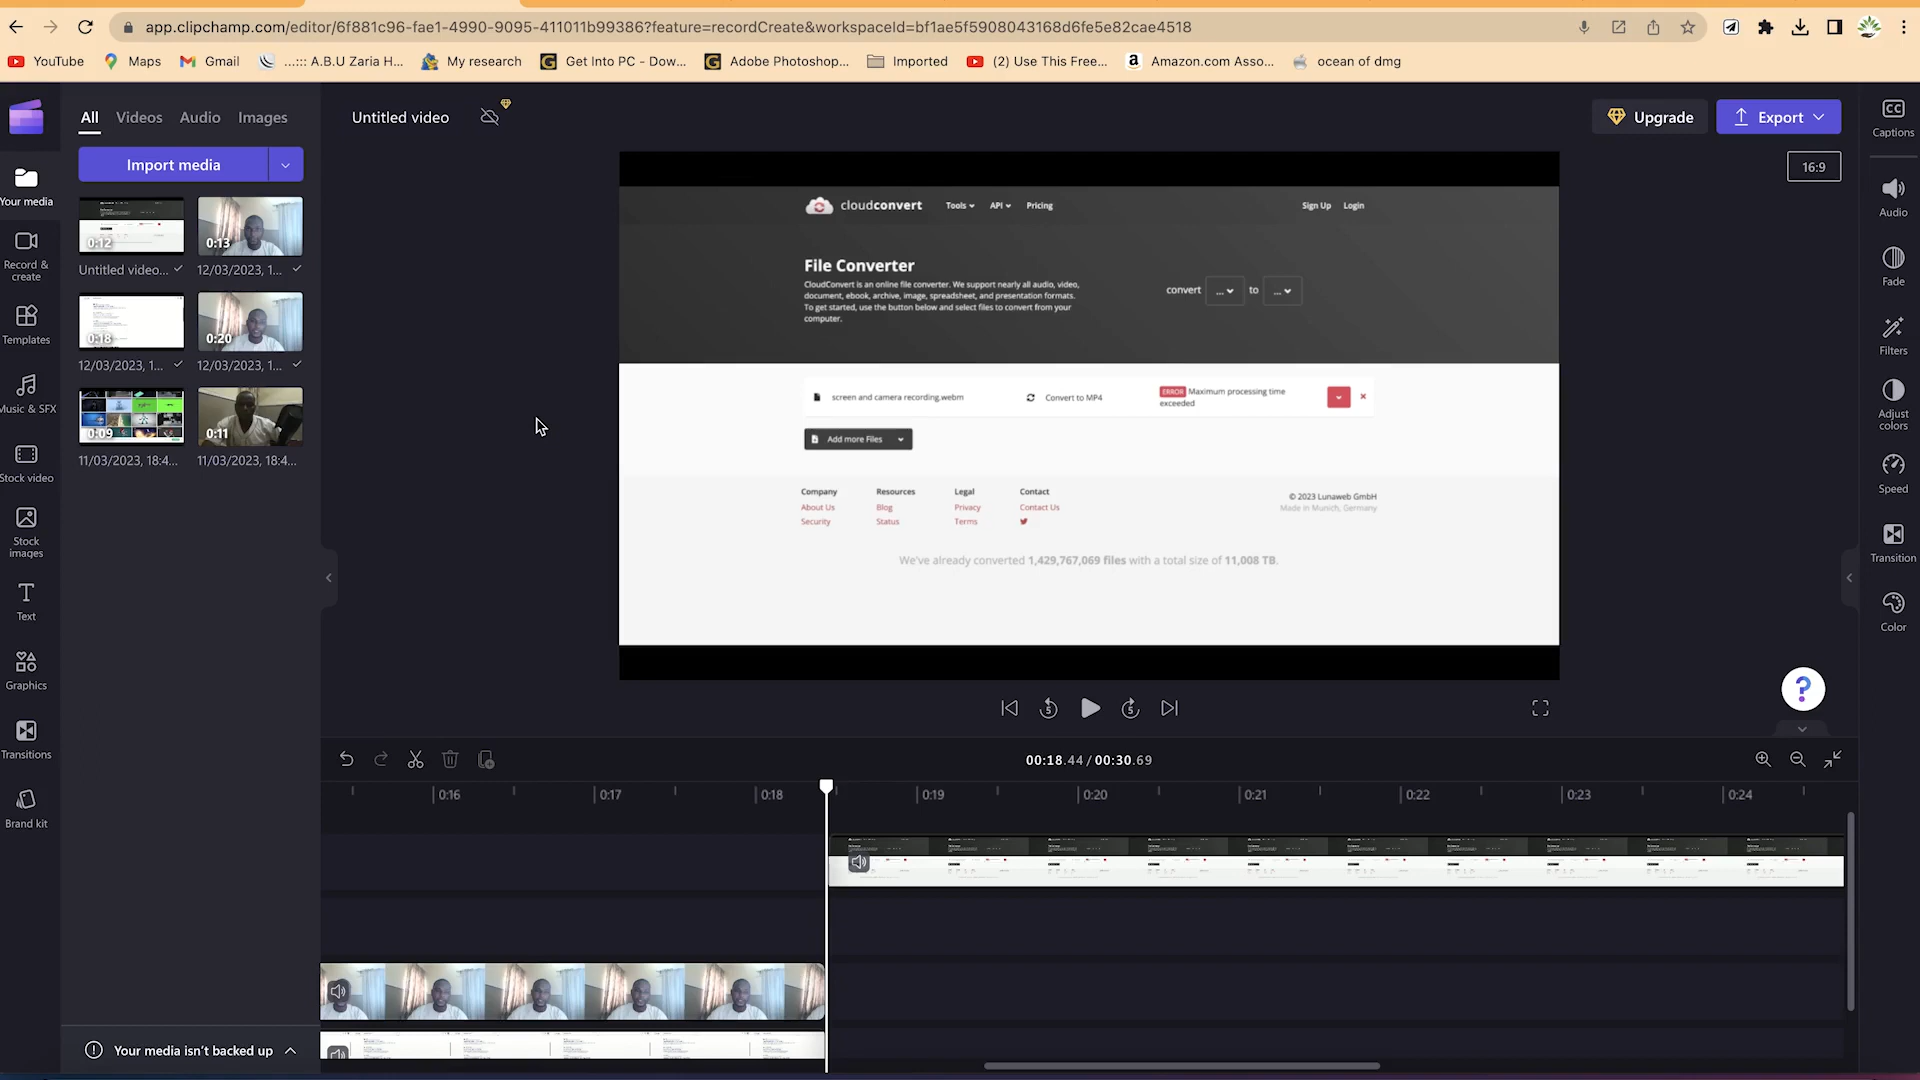 app.clipchamp.com/editor/6f881c96-fae1-4990-9095-411011b99386?feature=recordCreate&workspaceId=bf1ae5f5908043168d6fe5e82cae4518
YouTube
Maps
Gmail
...::: A.B.U Zaria H...
My research
Get Into PC - Dow...
Adobe Photoshop...
Imported
(2) Use This Free...
Amazon.com Asso...
ocean of dmg
All
Videos
Audio
Images
Untitled video
Upgrade
Export
CC
Captions
Import media
16:9
Your media
Record &
create
Templates
Music & SFX
Stock video
Stock
images
Text
Graphics
Transitions
Brand kit
0:12
Untitled video...
0:13
12/03/2023, 1...
0:18
12/03/2023, 1...
0:20
12/03/2023, 1...
0:09
11/03/2023, 18:4...
0:11
11/03/2023, 18:4...
Your media isn't backed up
cloudconvert
Tools
API
Pricing
Sign Up
Login
File Converter
CloudConvert is an online file converter. We support nearly all audio, video,
document, ebook, archive, image, spreadsheet, and presentation formats.
To get started, use the button below and select files to convert from your
computer.
convert
...
to
...
screen and camera recording.webm
Convert to MP4
ERROR Maximum processing time
exceeded
Add more Files
Company
About Us
Security
Resources
Blog
Status
Legal
Privacy
Terms
Contact
Contact Us
© 2023 Lunaweb GmbH
Made in Munich, Germany
We've already converted 1,429,767,069 files with a total size of 11,008 TB.
Audio
Fade
Filters
Adjust
colors
Speed
Transition
Color
?
5
5
00:18.44 / 00:30.69
0:16
0:17
0:18
0:19
0:20
0:21
0:22
0:23
0:24